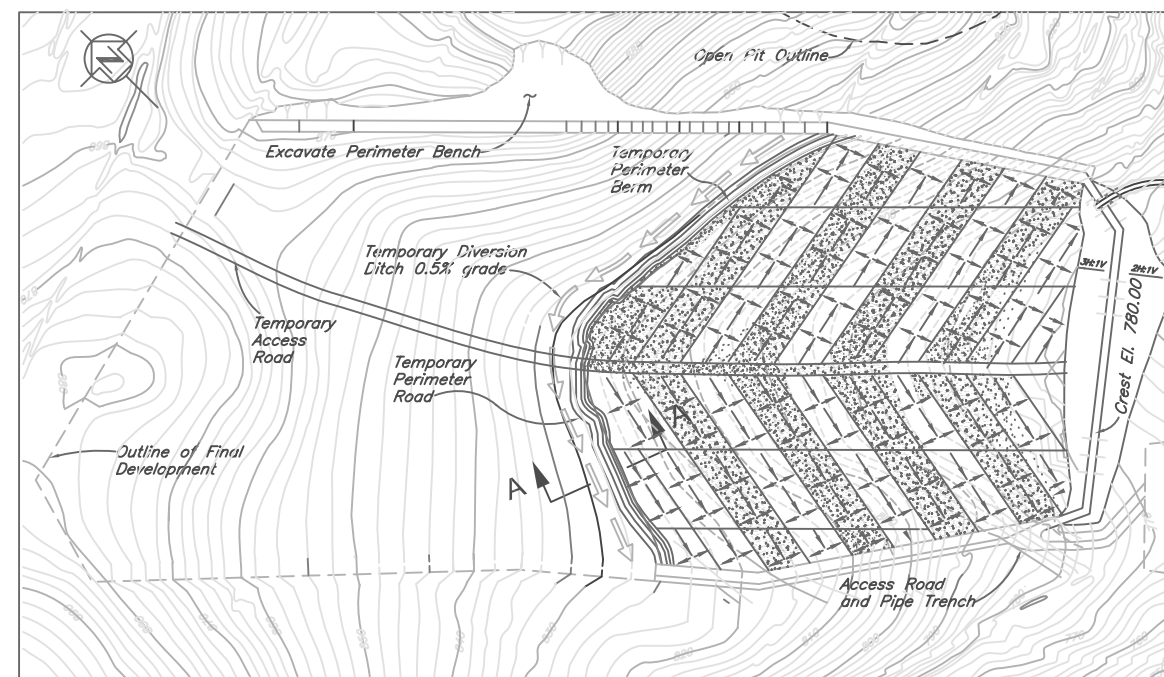 Open Pit Outline
Excavate Perimeter Bench
Temporary
Perimeter
Berm
Temporary Diversion
Ditch 0.5% grade
3H:1V
2H:1V
Crest El. 780.00
Temporary
Access
Road
Temporary
Perimeter
Road
A
A
Outline of Final
Development
Access Road
and Pipe Trench